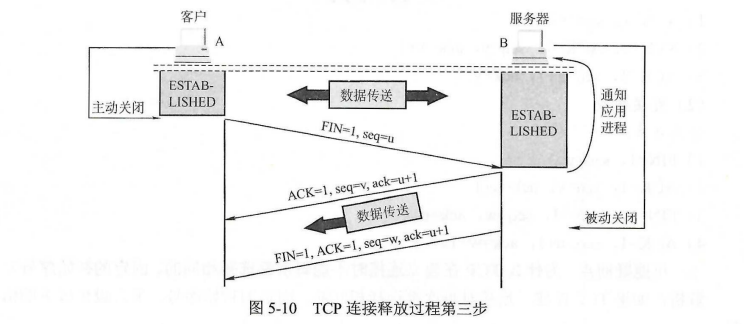 客户
服务器
A
B
ESTAB-
LISHED
主动关闭
数据传送
ESTAB-
LISHED
通知
应用
进程
FIN=1, seq=u
ACK=1, seq=v, ack=u+1
数据传送
被动关闭
FIN=1, ACK=1, seq=w, ack=u+1
图 5-10 TCP 连接释放过程第三步